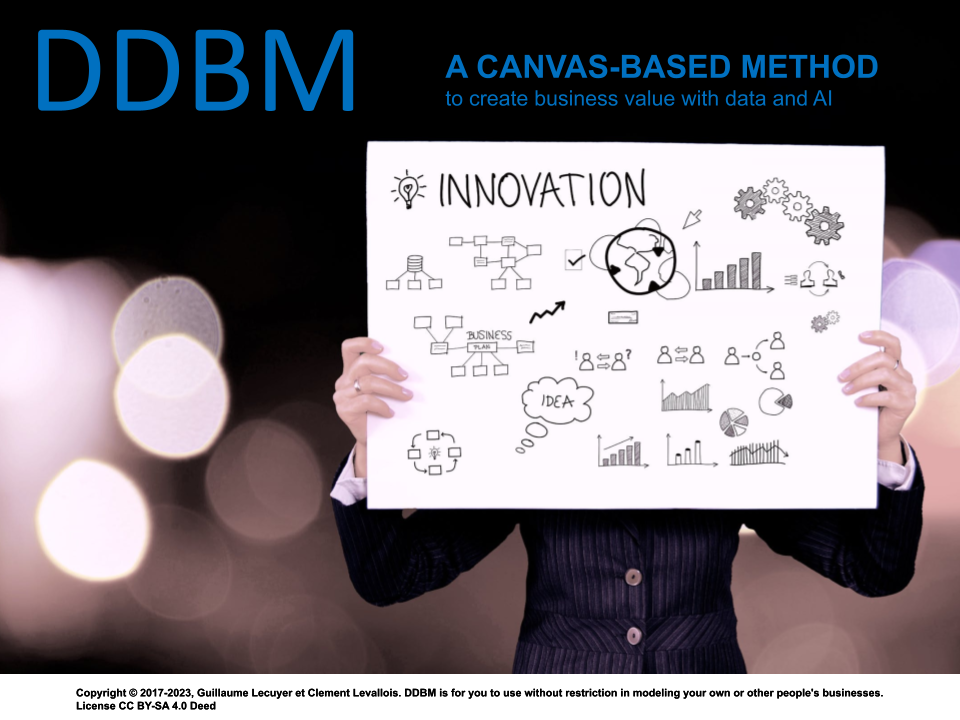 DDBM
A CANVAS-BASED METHOD
to create business value with data and AI
INNOVATION
BUSINESS
PLAN
! ?
IDEA
Copyright © 2017-2023, Guillaume Lecuyer et Clement Levallois. DDBM is for you to use without restriction in modeling your own or other people's businesses.
License CC BY-SA 4.0 Deed